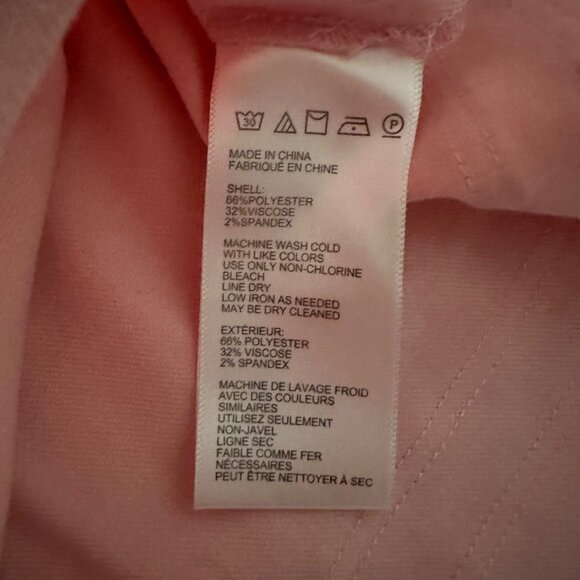 30 P
MADE IN CHINA
FABRIQUÉ EN CHINE
SHELL:
66%POLYESTER
32%VISCOSE
2%SPANDEX
MACHINE WASH COLD
WITH LIKE COLORS
USE ONLY NON-CHLORINE
BLEACH
LINE DRY
LOW IRON AS NEEDED
MAY BE DRY CLEANED
EXTÉRIEUR:
66% POLYESTER
32% VISCOSE
2% SPANDEX
MACHINE DE LAVAGE FROID
AVEC DES COULEURS
SIMILAIRES
UTILISEZ SEULEMENT
NON-JAVEL
LIGNE SEC
FAIBLE COMME FER
NÉCESSAIRES
PEUT ÊTRE NETTOYER À SEC